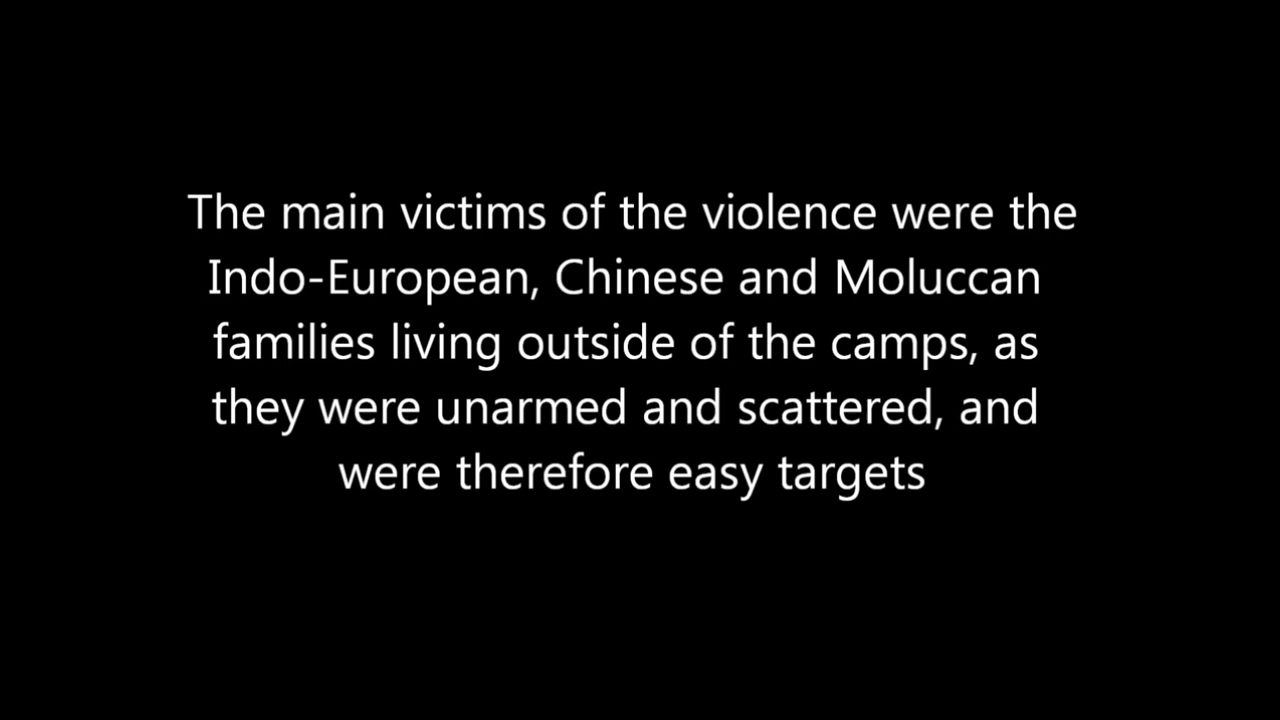 The main victims of the violence were the
Indo-European, Chinese and Moluccan
families living outside of the camps, as
they were unarmed and scattered, and
were therefore easy targets